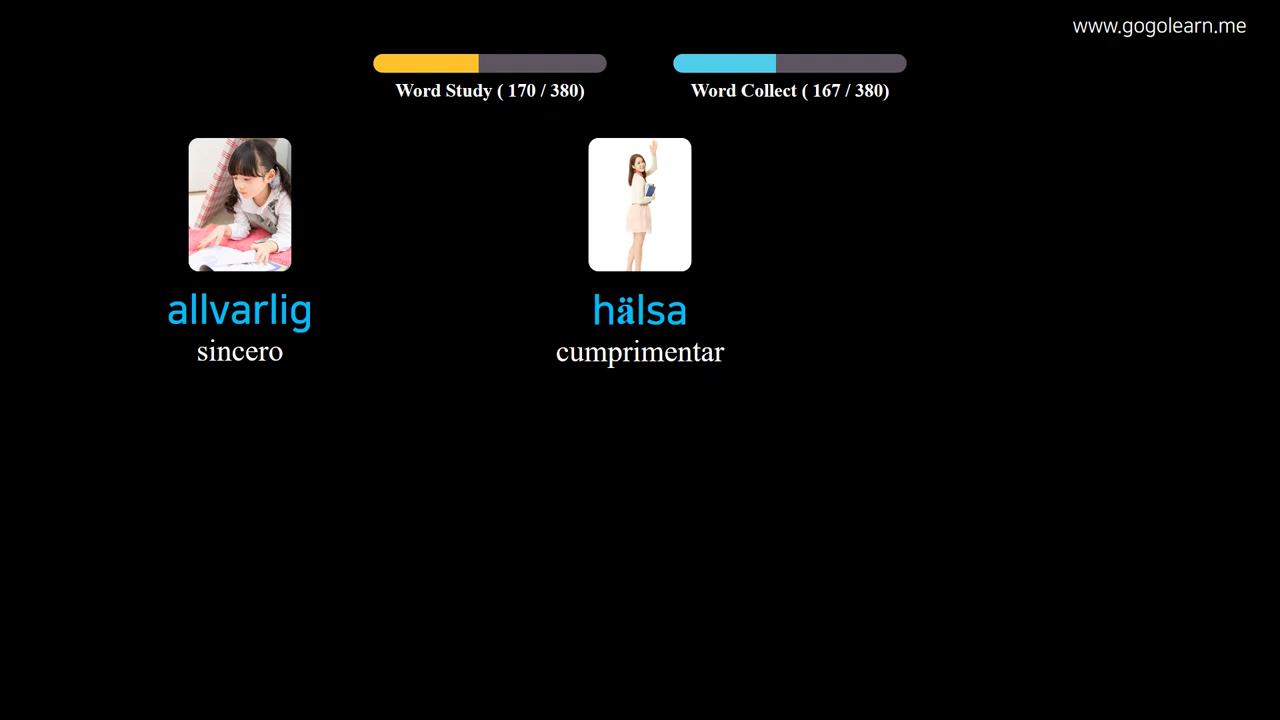 www.gogolearn.me
Word Study ( 170 / 380)
Word Collect ( 167 / 380)
allvarlig
hälsa
sincero
cumprimentar